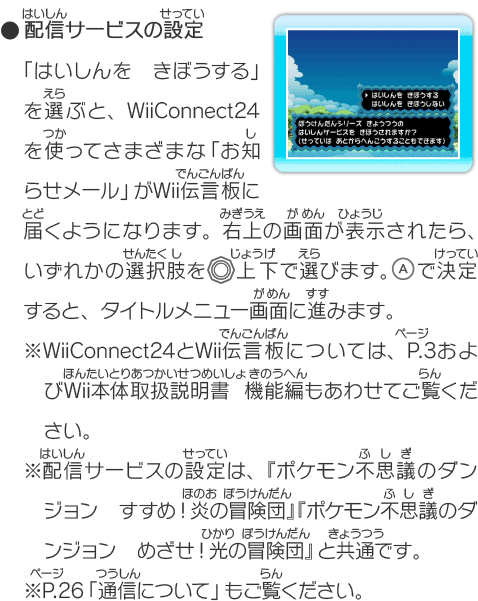 ●配信サービスの設定
「はいしんを　きぼうする」
を選ぶと、WiiConnect24
を使ってさまざまな「お知
らせメール」がWii伝言板に
届くようになります。右上の画面が表示されたら、
いずれかの選択肢を◎上下で選びます。Ⓐで決定
すると、タイトルメニュー画面に進みます。
※WiiConnect24とWii伝言板については、P.3およ
びWii本体取扱説明書　機能編もあわせてご覧くだ
さい。
※配信サービスの設定は、『ポケモン不思議のダン
ジョン　すすめ！炎の冒険団』『ポケモン不思議のダ
ンジョン　めざせ！光の冒険団』と共通です。
※P.26「通信について」もご覧ください。
はいしんを きぼうする
はいしんを きぼうしない
ぼうけんだんシリーズ きょうつうの
はいしんサービスを きぼうされますか？
（せっていは あとからへんこうすることもできます）